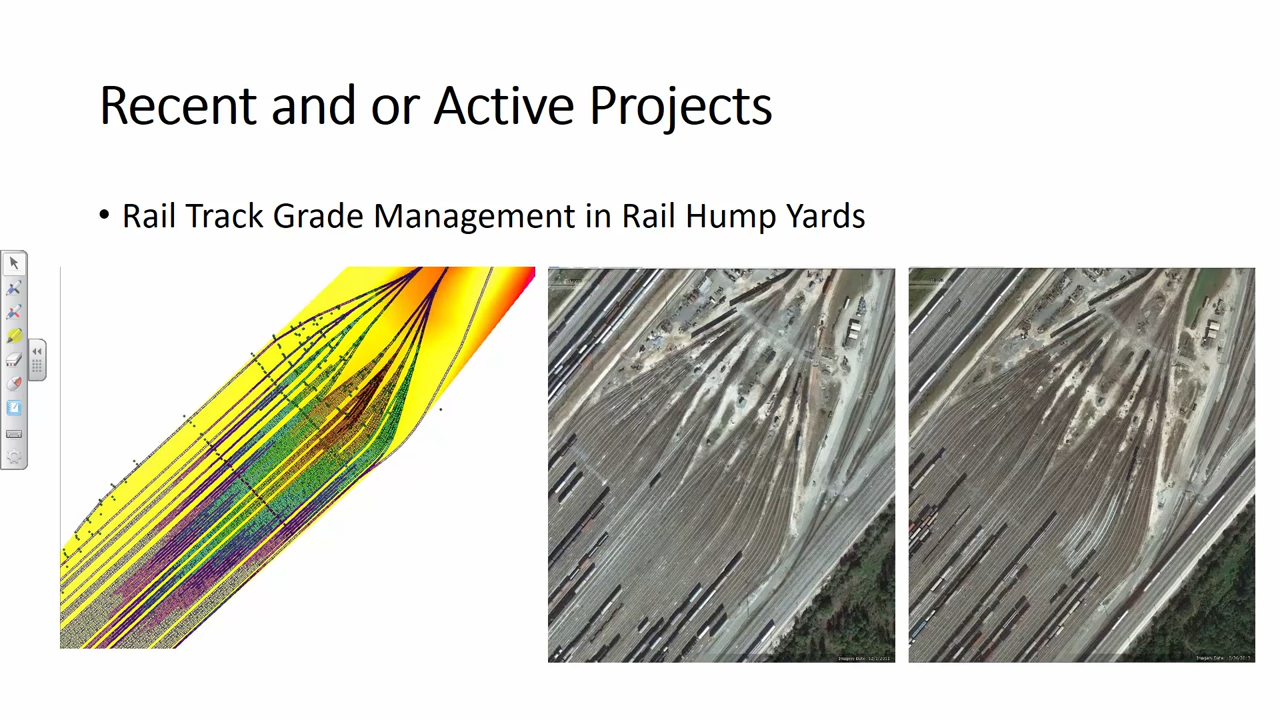 Recent and or Active Projects
• Rail Track Grade Management in Rail Hump Yards